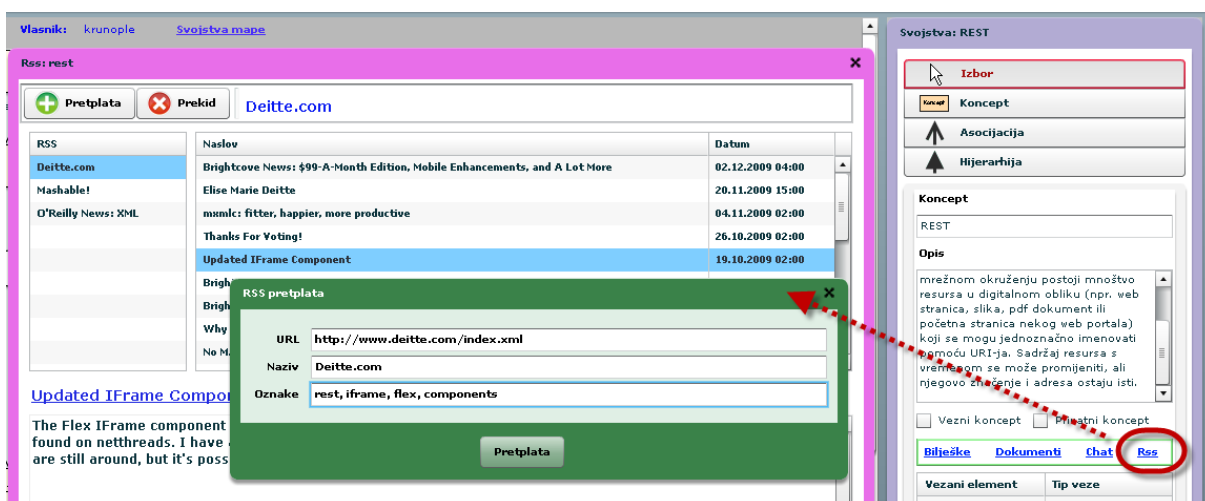 Vlasnik: krunople Svojstva mape
Rss: rest
Pretplata Prekid Deitte.com
RSS Naslov Datum
Deitte.com Brightcove News: $99-A-Month Edition, Mobile Enhancements, and A Lot More 02.12.2009 04:00
Mashable! Elise Marie Deitte 20.11.2009 15:00
O'Reilly News: XML mxmlc: fitter, happier, more productive 04.11.2009 02:00
Thanks For Voting! 26.10.2009 02:00
Updated IFrame Component 19.10.2009 02:00
Brigh
Brigh
Why
No M
RSS pretplata
URL http://www.deitte.com/index.xml
Naziv Deitte.com
Oznake rest, iframe, flex, components
Pretplata
Updated IFrame Compo
The Flex IFrame component
found on netthreads. I have
are still around, but it's poss
Svojstva: REST
Izbor
Koncept Koncept
Asocijacija
Hijerarhija
Koncept
REST
Opis
mrežnom okruženju postoji mnoštvo
resursa u digitalnom obliku (npr. web
stranica, slika, pdf dokument ili
početna stranica nekog web portala)
koji se mogu jednoznačno imenovati
pomoću URI-ja. Sadržaj resursa s
vremenom se može promijeniti, ali
njegovo značenje i adresa ostaju isti.
Vezni koncept Privatni koncept
Bilješke Dokumenti Chat Rss
Vezani element Tip veze